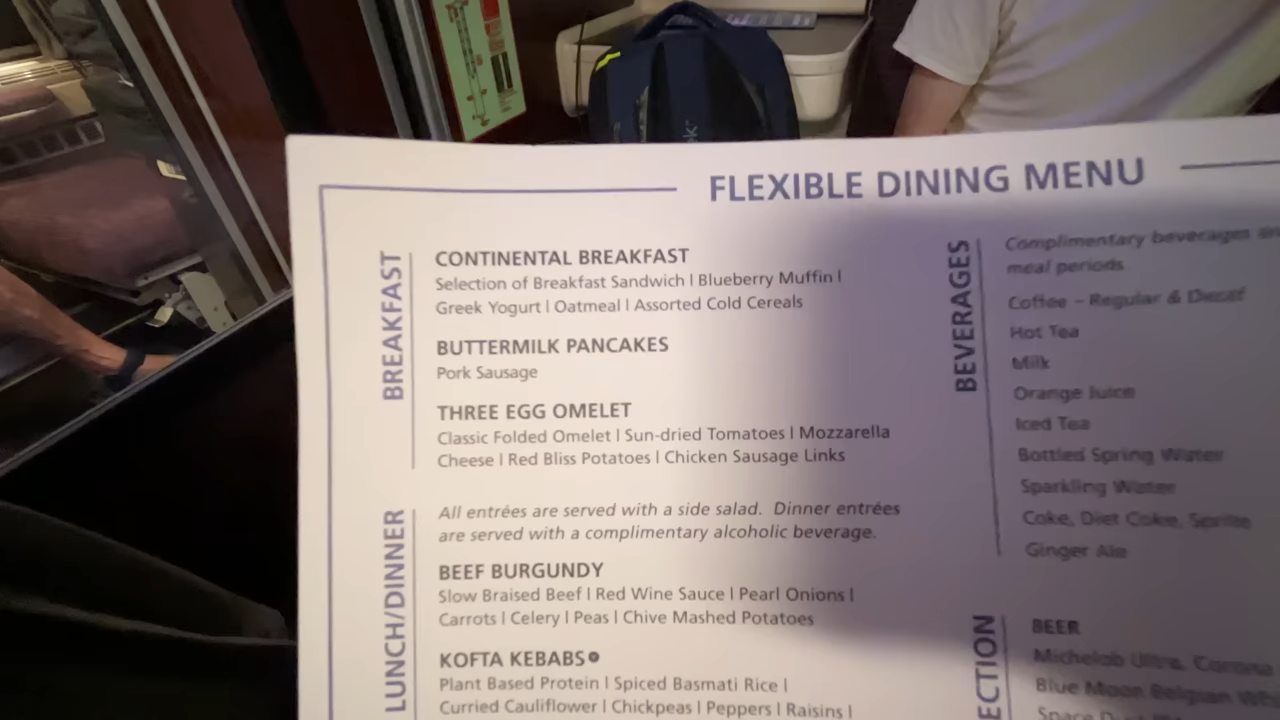 FLEXIBLE DINING MENU
BREAKFAST
CONTINENTAL BREAKFAST
Selection of Breakfast Sandwich | Blueberry Muffin |
Greek Yogurt | Oatmeal | Assorted Cold Cereals
BUTTERMILK PANCAKES
Pork Sausage
THREE EGG OMELET
Classic Folded Omelet | Sun-dried Tomatoes | Mozzarella
Cheese | Red Bliss Potatoes | Chicken Sausage Links
LUNCH/DINNER
All entrées are served with a side salad. Dinner entrées
are served with a complimentary alcoholic beverage.
BEEF BURGUNDY
Slow Braised Beef | Red Wine Sauce | Pearl Onions |
Carrots | Celery | Peas | Chive Mashed Potatoes
KOFTA KEBABS
Plant Based Protein | Spiced Basmati Rice |
Curried Cauliflower | Chickpeas | Peppers | Raisins |
BEVERAGES
Complimentary beverages
meal periods
Coffee – Regular & Decaf
Hot Tea
Milk
Orange Juice
Iced Tea
Bottled Spring Water
Sparkling Water
Coke, Diet Coke, Sprite
Ginger Ale
ECTION
BEER
Michelob Ultra, Corona
Blue Moon Belgian